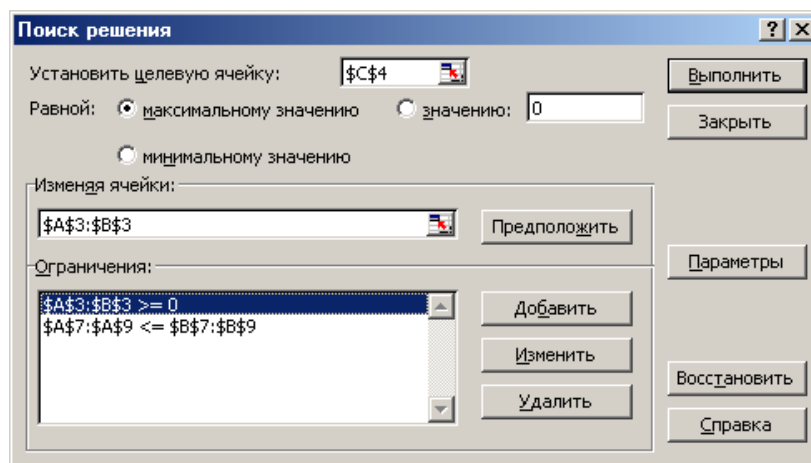 Поиск решения
Установить целевую ячейку: $C$4
Выполнить
Равной: максимальному значению значению: 0
Закрыть
минимальному значению
Изменяя ячейки:
$A$3:$B$3
Предположить
Ограничения:
Параметры
$A$3:$B$3 >= 0
$A$7:$A$9 <= $B$7:$B$9
Добавить
Изменить
Удалить
Восстановить
Справка